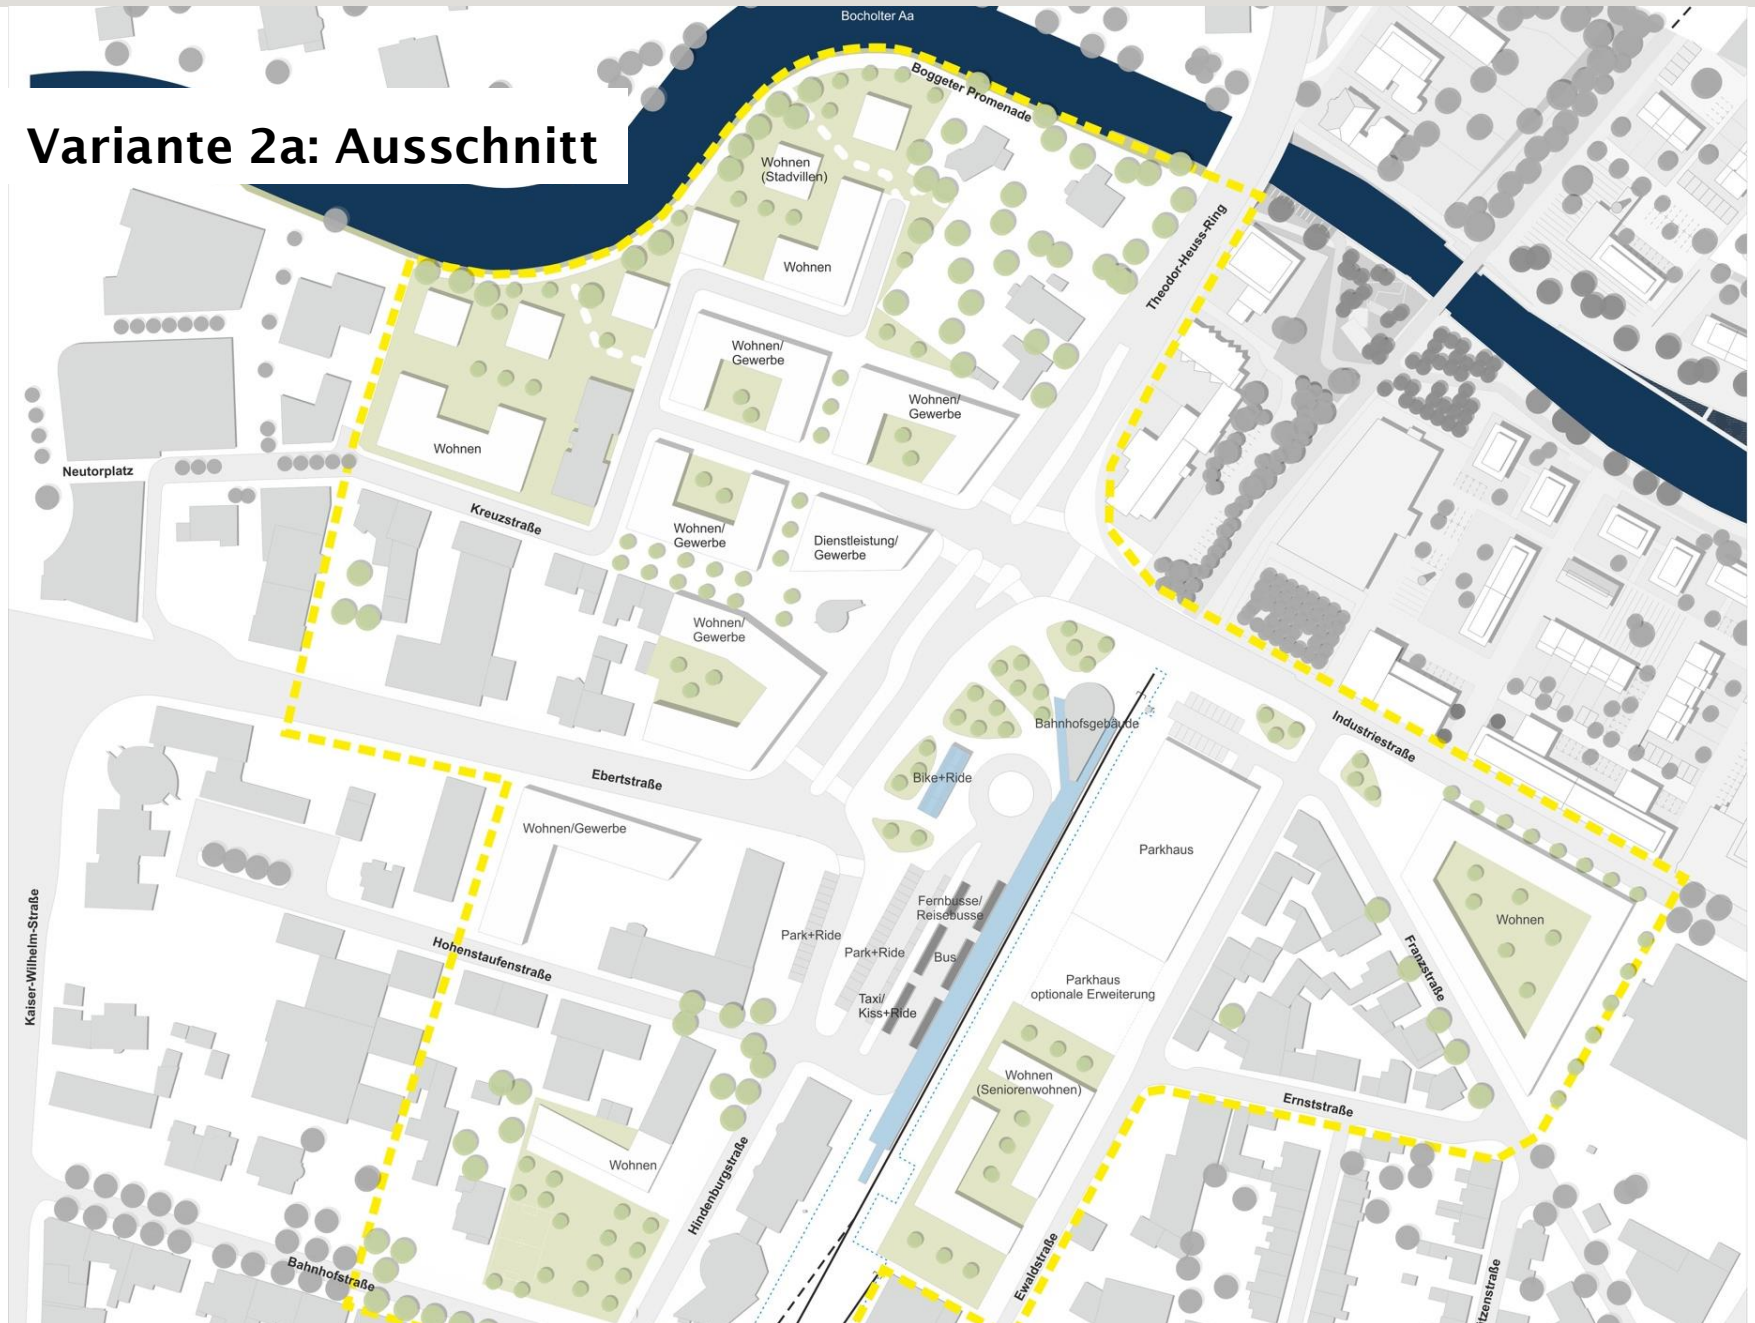 Bocholter Aa
Boggeter Promenade
Variante 2a: Ausschnitt
Wohnen
(Stadvillen)
Theodor-Heuss-Ring
Wohnen
Wohnen/
Gewerbe
Wohnen/
Gewerbe
Wohnen
Neutorplatz
Kreuzstraße
Wohnen/
Gewerbe
Dienstleistung/
Gewerbe
Wohnen/
Gewerbe
Bahnhofsgebäude
Industriestraße
Ebertstraße
Bike+Ride
Wohnen/Gewerbe
Parkhaus
Kaiser-Wilhelm-Straße
Fernbusse/
Reisebusse
Wohnen
Park+Ride
Park+Ride
Bus
Hohenstaufenstraße
Franzstraße
Parkhaus
optionale Erweiterung
Taxi/
Kiss+Ride
Wohnen
(Seniorenwohnen)
Ernststraße
Wohnen
Hindenburgstraße
Ewaldstraße
Bahnhofstraße